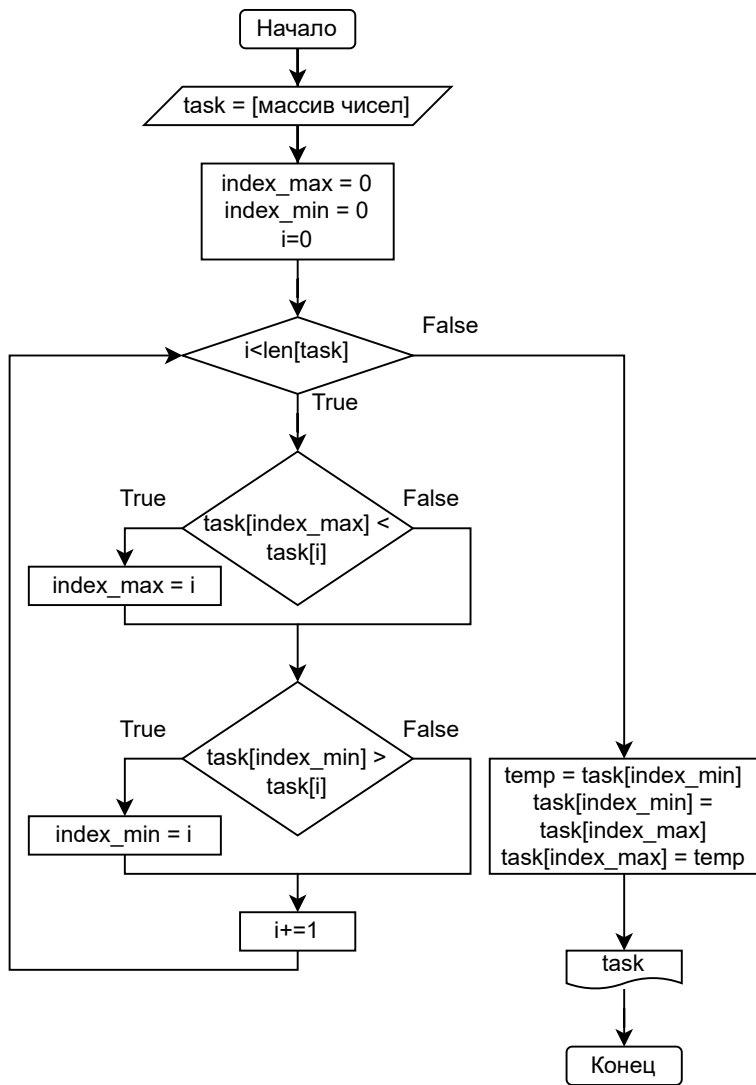 Начало
task = [массив чисел]
index_max = 0
index_min = 0
i=0
i<len[task]
False
True
True
False
task[index_max] <
task[i]
index_max = i
True
False
task[index_min] >
task[i]
index_min = i
i+=1
temp = task[index_min]
task[index_min] =
task[index_max]
task[index_max] = temp
task
Конец